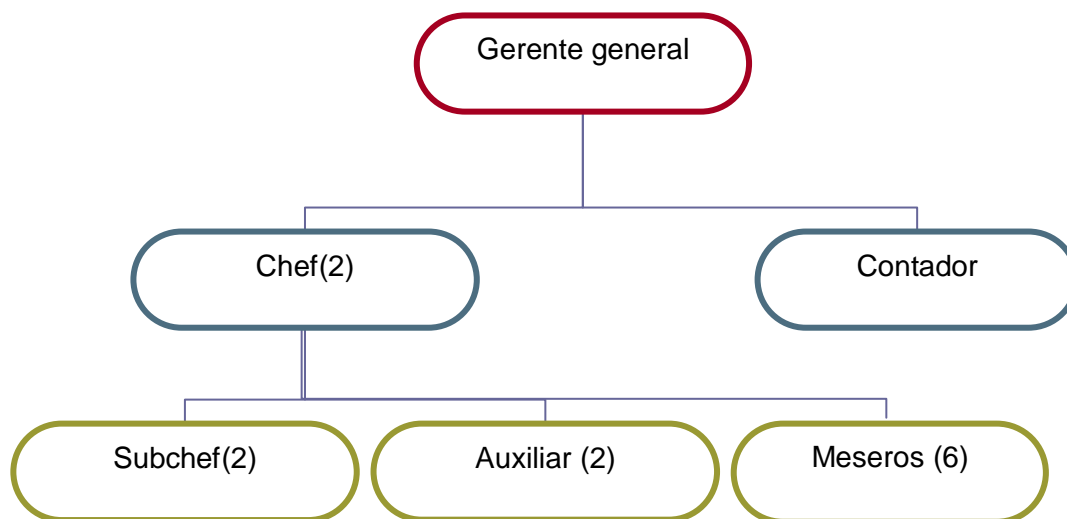 Gerente general
Chef(2)
Contador
Subchef(2)
Auxiliar (2)
Meseros (6)